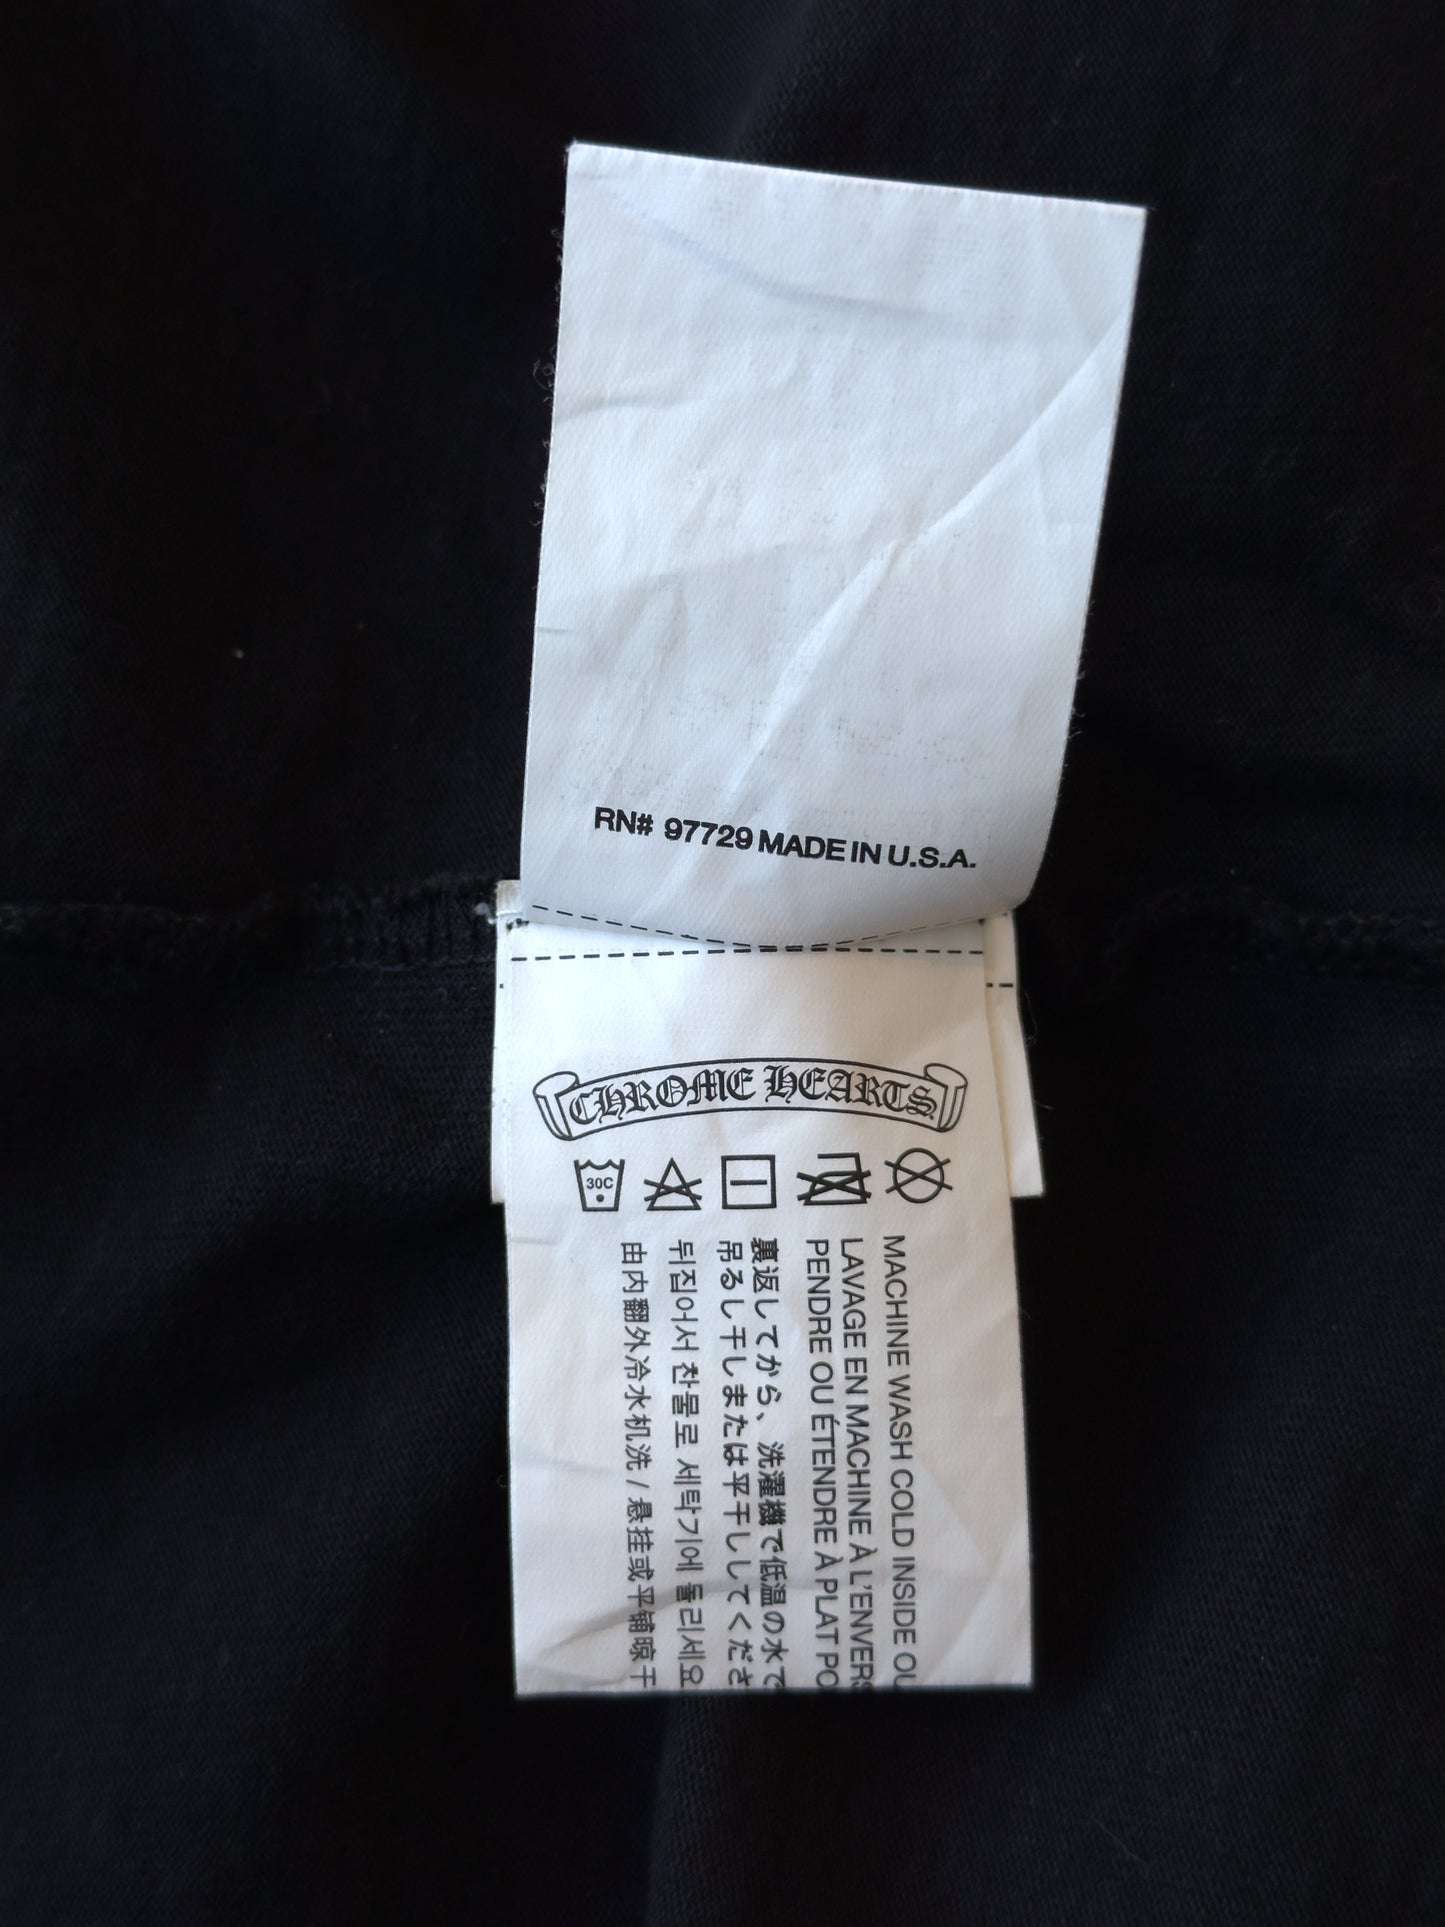 RN# 97729 MADE IN U.S.A.
CHROME HEARTS
30C
MACHINE WASH COLD INSIDE
LAVAGE EN MACHINE À L'ENVERS
PENDRE OU ÉTENDRE À PLAT
裏返してから、洗濯機で低温の水で
吊るし干しまたは平干ししてくださ
뒤집어서 찬물로 세탁기에 돌리세요
由内翻外冷水机洗 / 悬挂或平铺晾干